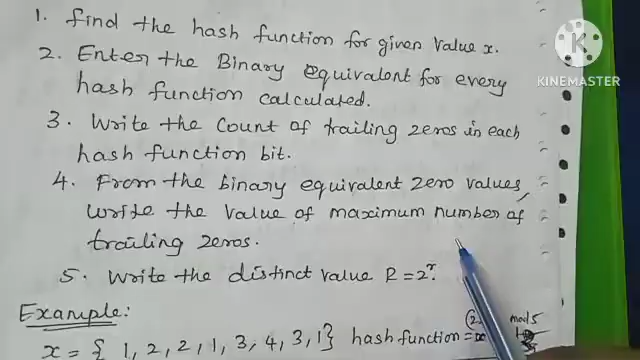 1. Find the hash function for given value x.
2. Enter the Binary equivalent for every
hash function calculated.
3. Write the count of trailing zeros in each
hash function bit.
4. From the binary equivalent zero values,
write the value of maximum number of
trailing zeros.
5. Write the distinct value R = 2^r.
Example:
x = { 1, 2, 2, 1, 3, 4, 3, 1} hash function = mod 5
KINEMASTER